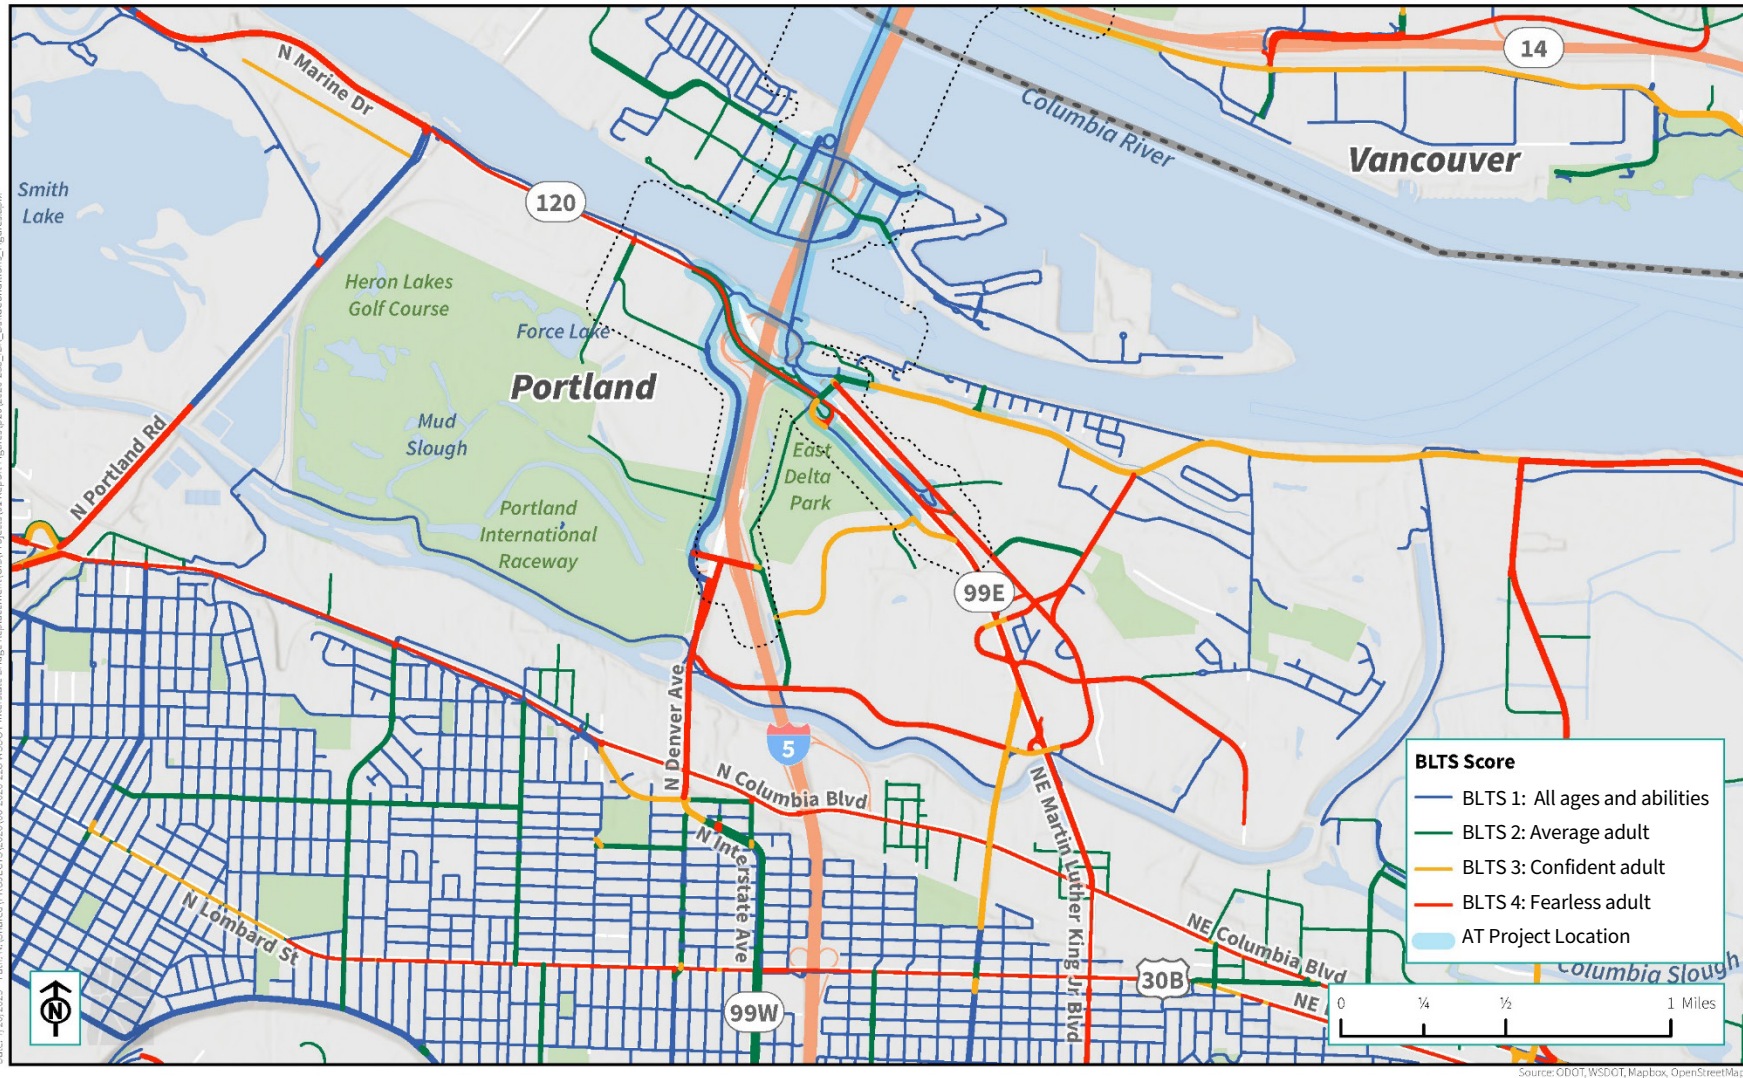 N Marine Dr
14
Columbia River
Vancouver
Smith
Lake
120
Heron Lakes
Golf Course
Force Lake
Portland
Mud
Slough
N Portland Rd
East
Delta
Park
Portland
International
Raceway
99E
N Denver Ave
5
N Columbia Blvd
NE Martin Luther King Jr Blvd
N Interstate Ave
N Lombard St
NE Columbia Blvd
30B
99W
NE
Columbia Slough
BLTS Score
BLTS 1: All ages and abilities
BLTS 2: Average adult
BLTS 3: Confident adult
BLTS 4: Fearless adult
AT Project Location
N
0 ¼ ½ 1 Miles
Source: ODOT, WSDOT, Mapbox, OpenStreetMap